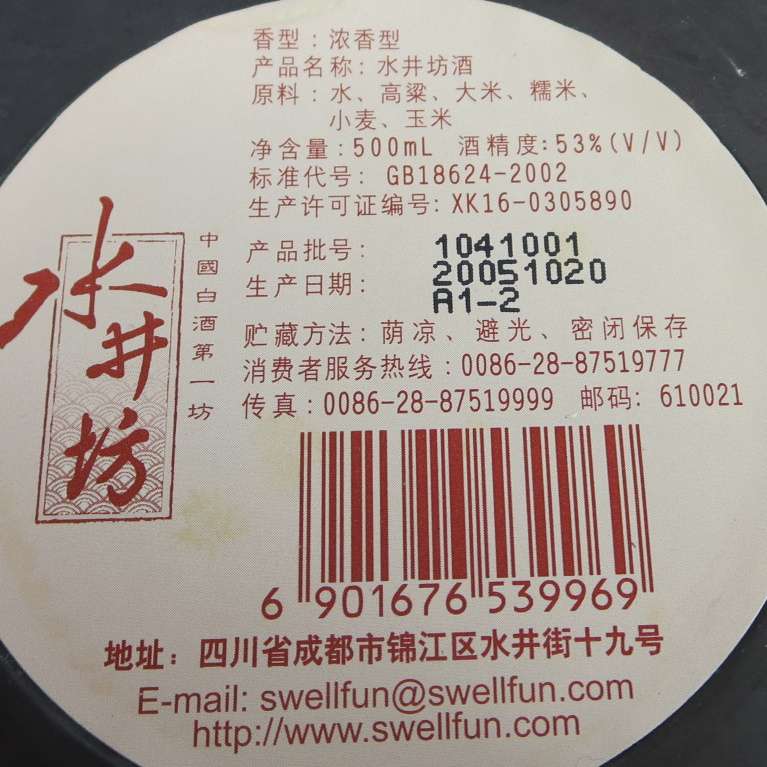 香型：浓香型
产品名称：水井坊酒
原料：水、高粱、大米、糯米、
小麦、玉米
净含量：500mL 酒精度：53%(V/V)
标准代号：GB18624-2002
生产许可证编号：XK16-0305890
产品批号：1041001
生产日期：20051020
A1-2
贮藏方法：荫凉、避光、密闭保存
消费者服务热线：0086-28-87519777
传真：0086-28-87519999 邮码：610021
水井坊
中國白酒第一坊
6 901676 539969
地址：四川省成都市锦江区水井街十九号
E-mail: swellfun@swellfun.com
http://www.swellfun.com